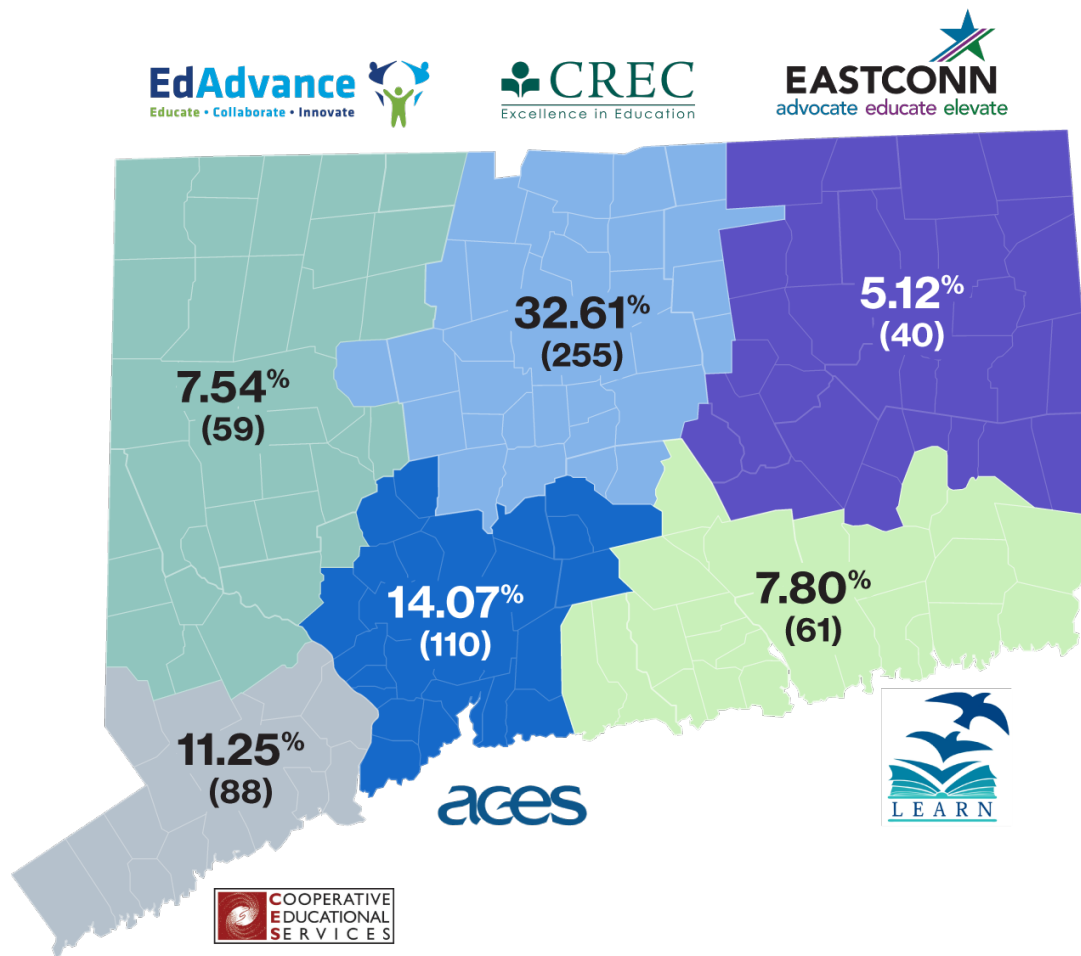 EdAdvance
Educate • Collaborate • Innovate
CREC
Excellence in Education
EASTCONN
advocate educate elevate
32.61%
(255)
5.12%
(40)
7.54%
(59)
14.07%
(110)
7.80%
(61)
11.25%
(88)
aces
LEARN
COOPERATIVE
EDUCATIONAL
SERVICES